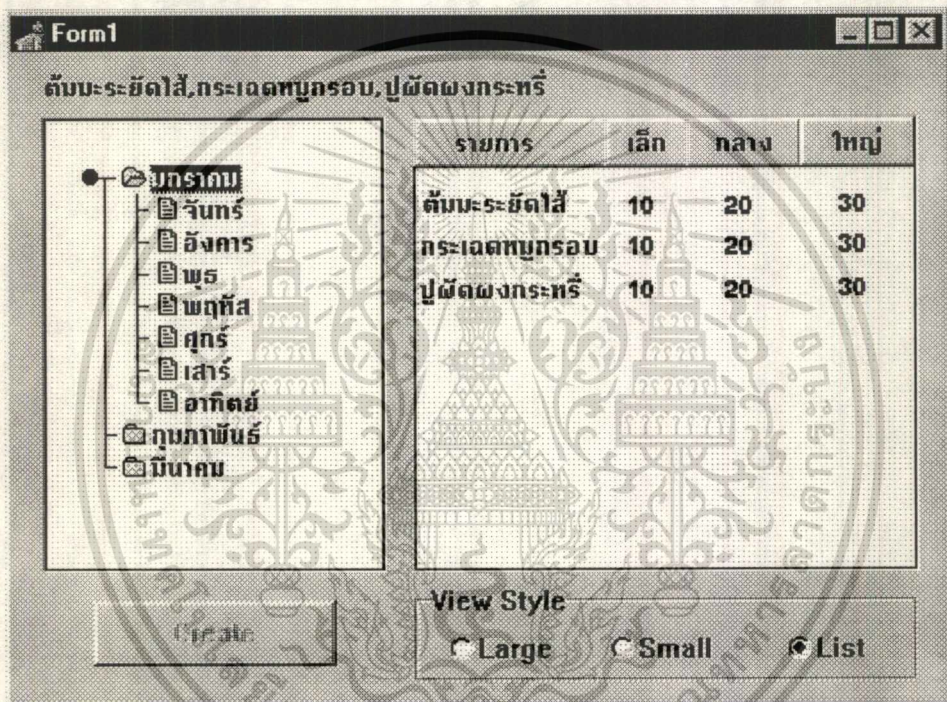 Form1
ต้มมะระยัดไส้,กระเฉดหมูกรอบ,ปูผัดผงกระหรี่
มกราคม
จันทร์
อังคาร
พุธ
พฤหัส
ศุกร์
เสาร์
อาทิตย์
กุมภาพันธ์
มีนาคม
รายการ เล็ก กลาง ใหญ่
ต้มมะระยัดไส้ 10 20 30
กระเฉดหมูกรอบ 10 20 30
ปูผัดผงกระหรี่ 10 20 30
Create
View Style
Large Small List